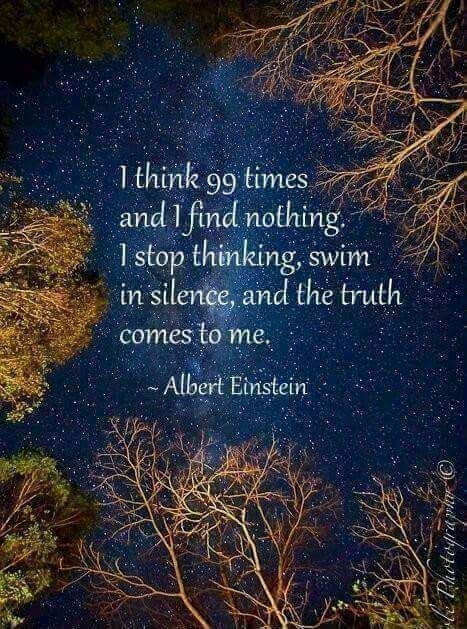 I think 99 times
and I find nothing.
I stop thinking, swim
in silence, and the truth
comes to me.
~ Albert Einstein
©